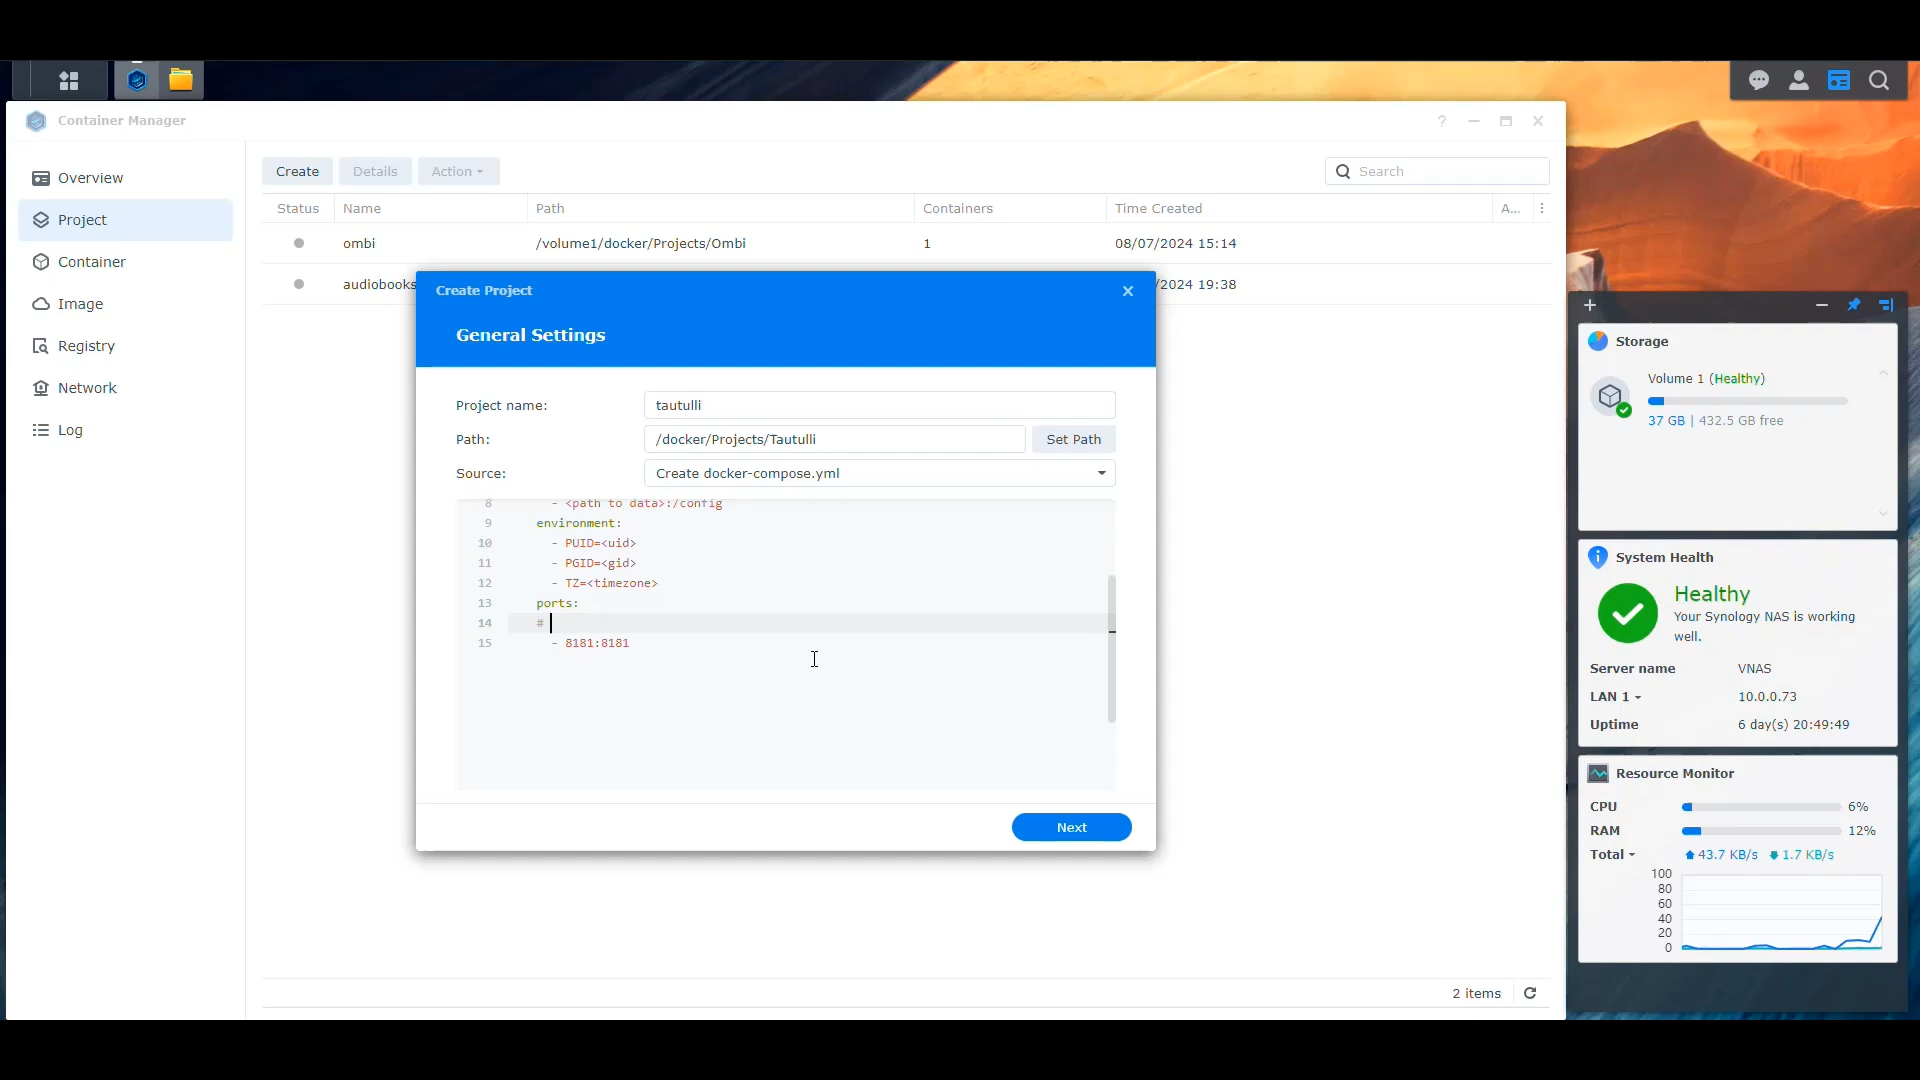 Container Manager
Overview
Project
Container
Image
Registry
Network
Log
Create
Details
Action
Search
Status
Name
Path
Containers
Time Created
A...
ombi
/volume1/docker/Projects/Ombi
1
08/07/2024 15:14
audiobooks
/2024 19:38
Create Project
General Settings
Project name:
tautulli
Path:
/docker/Projects/Tautulli
Set Path
Source:
Create docker-compose.yml
8 - <path to data>:/config
9 environment:
10 - PUID=<uid>
11 - PGID=<gid>
12 - TZ=<timezone>
13 ports:
14 #
15 - 8181:8181
Next
2 items
Storage
Volume 1 (Healthy)
37 GB | 432.5 GB free
System Health
Healthy
Your Synology NAS is working
well.
Server name VNAS
LAN 1 10.0.0.73
Uptime 6 day(s) 20:49:49
Resource Monitor
CPU 6%
RAM 12%
Total 43.7 KB/s 1.7 KB/s
100
80
60
40
20
0